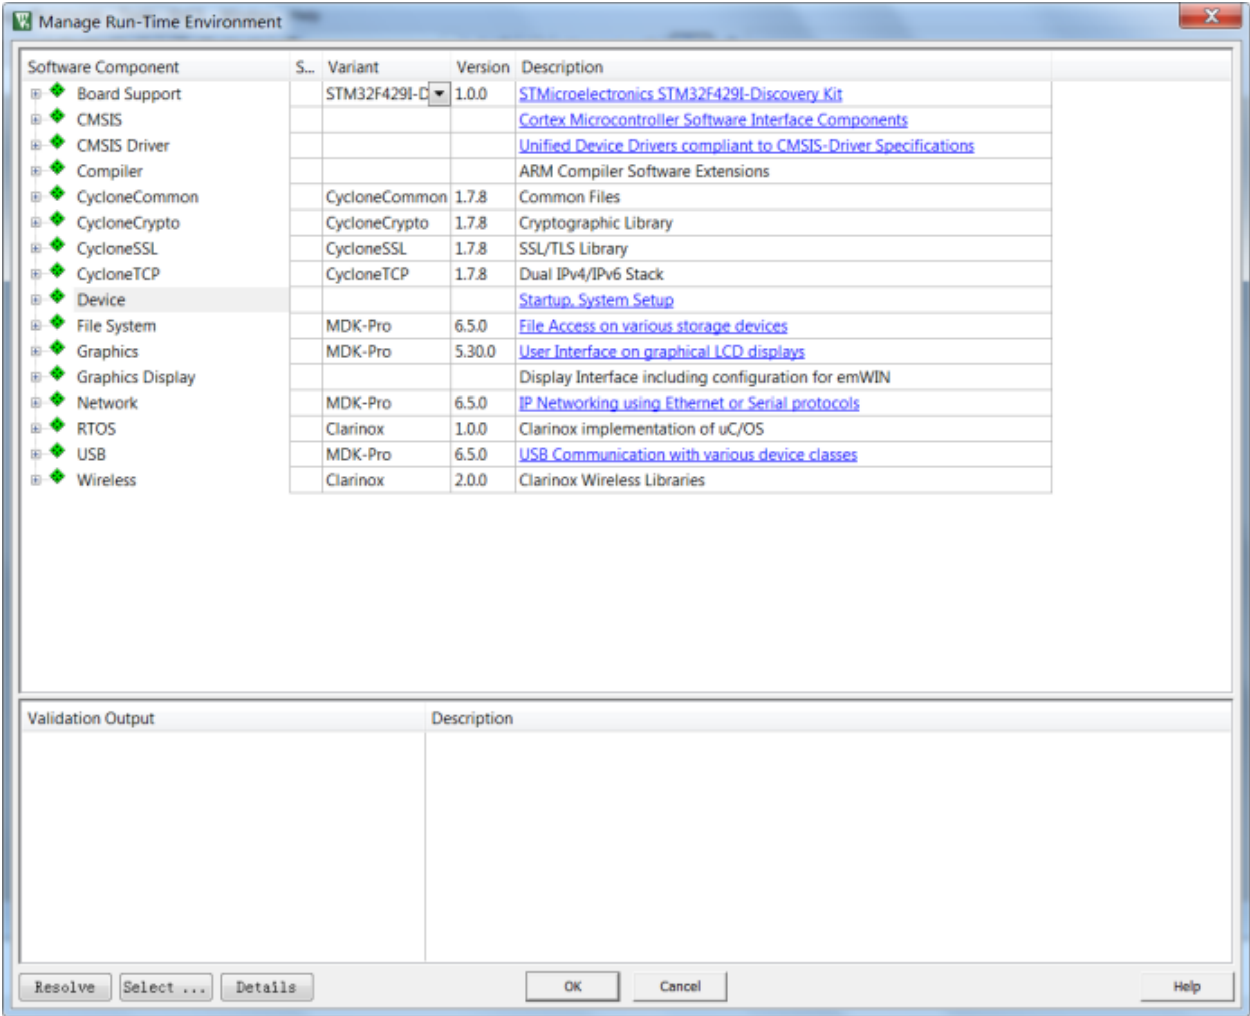 Manage Run-Time Environment
Software Component S... Variant Version Description
Board Support STM32F429I-D 1.0.0 STMicroelectronics STM32F429I-Discovery Kit
CMSIS Cortex Microcontroller Software Interface Components
CMSIS Driver Unified Device Drivers compliant to CMSIS-Driver Specifications
Compiler ARM Compiler Software Extensions
CycloneCommon CycloneCommon 1.7.8 Common Files
CycloneCrypto CycloneCrypto 1.7.8 Cryptographic Library
CycloneSSL CycloneSSL 1.7.8 SSL/TLS Library
CycloneTCP CycloneTCP 1.7.8 Dual IPv4/IPv6 Stack
Device Startup, System Setup
File System MDK-Pro 6.5.0 File Access on various storage devices
Graphics MDK-Pro 5.30.0 User Interface on graphical LCD displays
Graphics Display Display Interface including configuration for emWIN
Network MDK-Pro 6.5.0 IP Networking using Ethernet or Serial protocols
RTOS Clarinox 1.0.0 Clarinox implementation of uC/OS
USB MDK-Pro 6.5.0 USB Communication with various device classes
Wireless Clarinox 2.0.0 Clarinox Wireless Libraries
Validation Output Description
Resolve Select ... Details OK Cancel Help